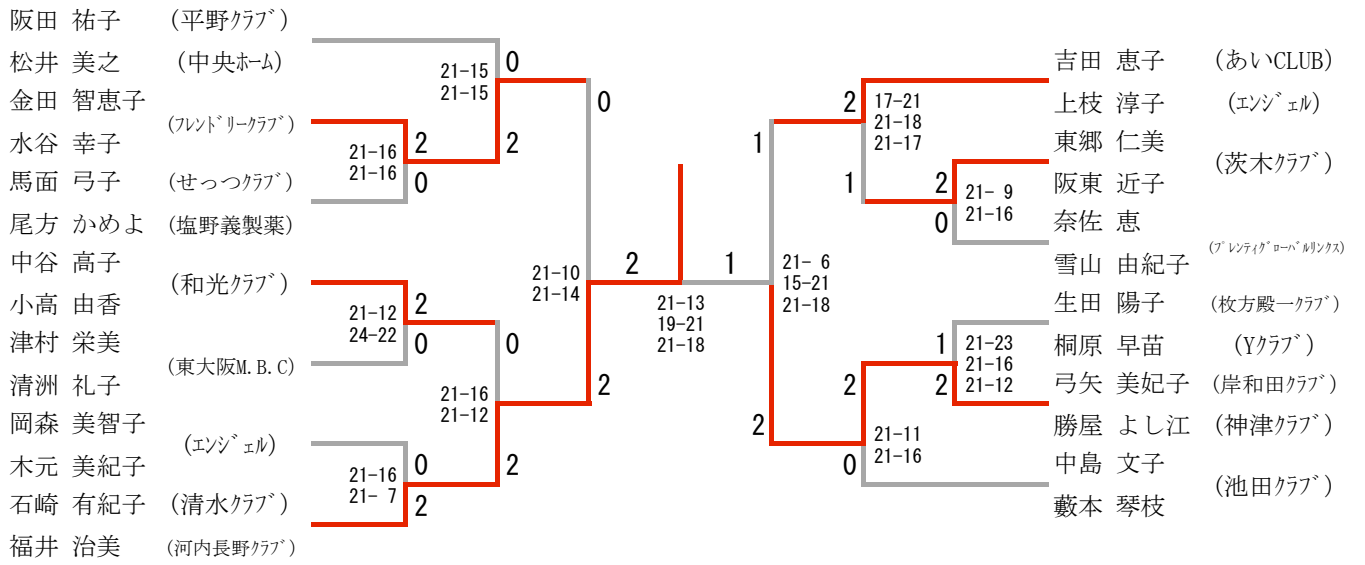 阪田 祐子 (平野ｸﾗﾌﾞ)
松井 美之 (中央ﾎｰﾑ)
金田 智恵子
(ﾌﾚﾝﾄﾞﾘｰｸﾗﾌﾞ)
水谷 幸子
馬面 弓子 (せっつｸﾗﾌﾞ)
尾方 かめよ (塩野義製薬)
中谷 高子
(和光ｸﾗﾌﾞ)
小高 由香
津村 栄美
(東大阪M.B.C)
清洲 礼子
岡森 美智子
(ｴﾝｼﾞｪﾙ)
木元 美紀子
石崎 有紀子 (清水ｸﾗﾌﾞ)
福井 治美 (河内長野ｸﾗﾌﾞ)
21-16
21-16
2
0
21-12
24-22
2
0
21-16
21- 7
0
2
21-15
21-15
0
2
21-16
21-12
0
2
21-10
21-14
0
2
2
1
21-13
19-21
21-18
1
2
21- 6
15-21
21-18
2
1
17-21
21-18
21-17
2
0
21-11
21-16
2
0
21- 9
21-16
1
2
21-23
21-16
21-12
吉田 恵子 (あいCLUB)
上枝 淳子 (ｴﾝｼﾞｪﾙ)
東郷 仁美
(茨木ｸﾗﾌﾞ)
阪東 近子
奈佐 恵
(ﾌﾟﾚﾝﾃｨｸﾞﾛｰﾊﾞﾙﾘﾝｸｽ)
雪山 由紀子
生田 陽子 (枚方殿一ｸﾗﾌﾞ)
桐原 早苗 (Yｸﾗﾌﾞ)
弓矢 美妃子 (岸和田ｸﾗﾌﾞ)
勝屋 よし江 (神津ｸﾗﾌﾞ)
中島 文子
(池田ｸﾗﾌﾞ)
藪本 琴枝